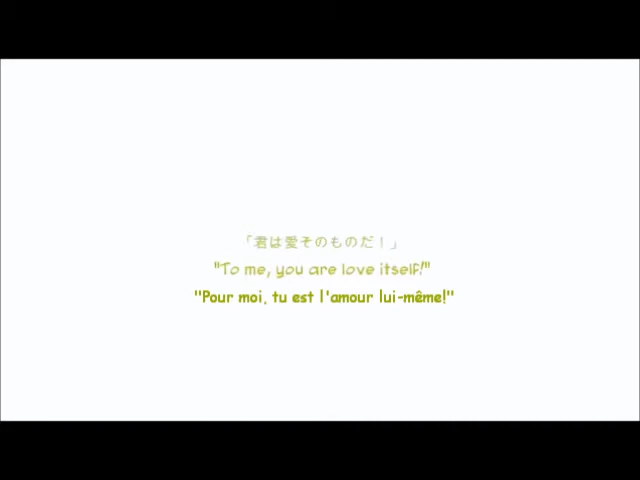 「君は愛そのものだ！」
"To me, you are love itself!"
"Pour moi, tu est l'amour lui-même!"